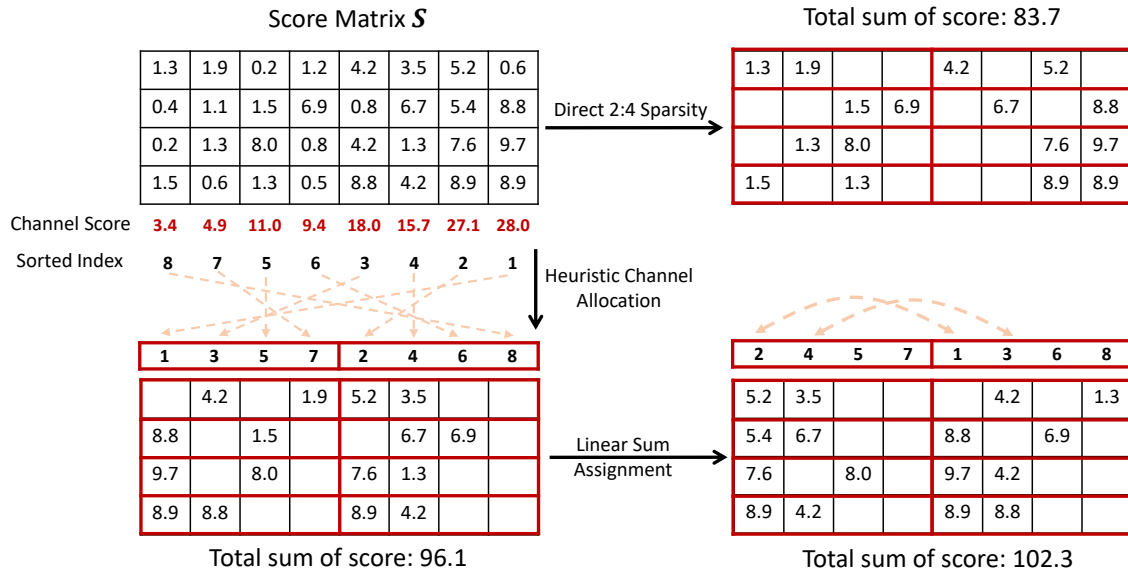 Score Matrix S
1.3 1.9 0.2 1.2 4.2 3.5 5.2 0.6
0.4 1.1 1.5 6.9 0.8 6.7 5.4 8.8
0.2 1.3 8.0 0.8 4.2 1.3 7.6 9.7
1.5 0.6 1.3 0.5 8.8 4.2 8.9 8.9
Channel Score 3.4 4.9 11.0 9.4 18.0 15.7 27.1 28.0
Sorted Index 8 7 5 6 3 4 2 1
Direct 2:4 Sparsity
Total sum of score: 83.7
1.3 1.9 4.2 5.2
1.5 6.9 6.7 8.8
1.3 8.0 7.6 9.7
1.5 1.3 8.9 8.9
Heuristic Channel
Allocation
1 3 5 7 2 4 6 8
4.2 1.9 5.2 3.5
8.8 1.5 6.7 6.9
9.7 8.0 7.6 1.3
8.9 8.8 8.9 4.2
Total sum of score: 96.1
Linear Sum
Assignment
2 4 5 7 1 3 6 8
5.2 3.5 4.2 1.3
5.4 6.7 8.8 6.9
7.6 8.0 9.7 4.2
8.9 4.2 8.9 8.8
Total sum of score: 102.3